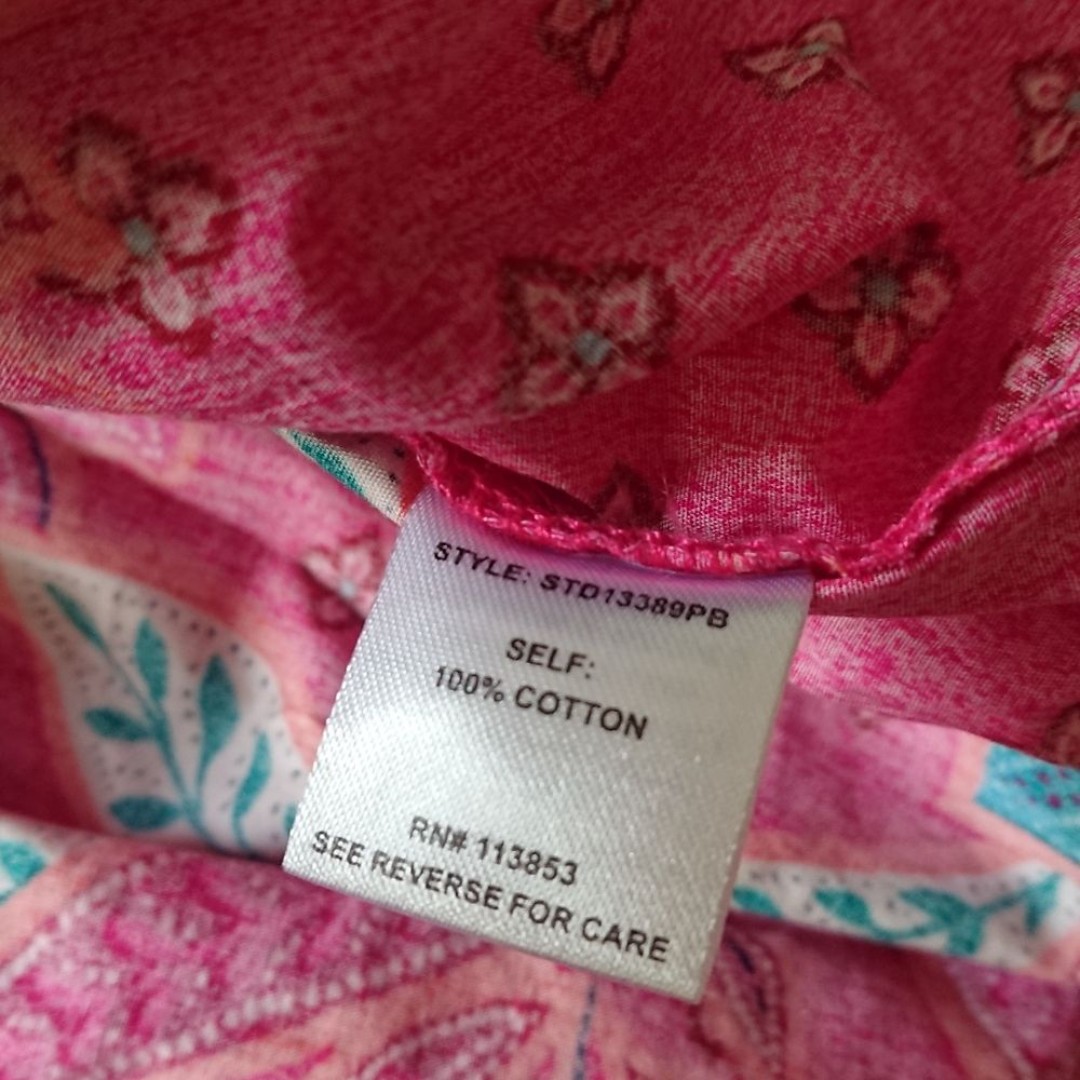 STYLE: STD13389PB
SELF:
100% COTTON
RN# 113853
SEE REVERSE FOR CARE